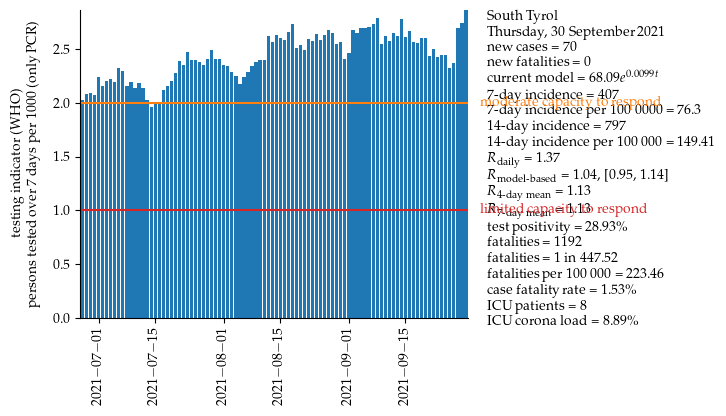 testing indicator (WHO)
persons tested over 7 days per 1000 (only PCR)
2.5
2.0
1.5
1.0
0.5
0.0
2021−07−01
2021−07−15
2021−08−01
2021−08−15
2021−09−01
2021−09−15
South Tyrol
Thursday, 30 September 2021
new cases = 70
new fatalities = 0
current model = 68.09e^0.0099t
7-day incidence = 407
moderate capacity to respond
7-day incidence per 100 0000 = 76.3
14-day incidence = 797
14-day incidence per 100 000 = 149.41
R_daily = 1.37
R_model-based = 1.04, [0.95, 1.14]
R_4-day mean = 1.13
R_7-day mean = 1.13
limited capacity to respond
test positivity = 28.93%
fatalities = 1192
fatalities = 1 in 447.52
fatalities per 100 000 = 223.46
case fatality rate = 1.53%
ICU patients = 8
ICU corona load = 8.89%